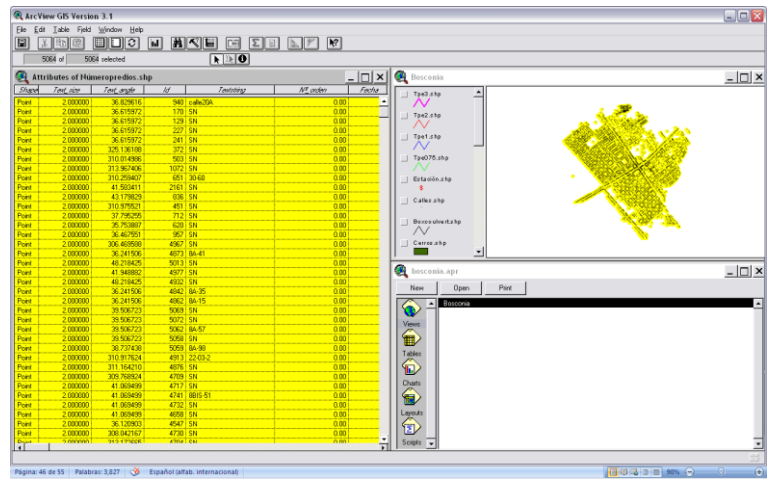 ArcView GIS Version 3.1
File Edit Table Field Window Help
5064 of 5064 selected
Attributes of Númeropredios.shp
Shape Text_size Text_angle Id Textstring Nº_orden Fecha
Point 2.000000 36.829616 940 calle20A 0.00
Point 2.000000 36.615972 170 SN 0.00
Point 2.000000 36.615972 129 SN 0.00
Point 2.000000 36.615972 227 SN 0.00
Point 2.000000 36.615972 241 SN 0.00
Point 2.000000 325.136188 372 SN 0.00
Point 2.000000 310.014986 503 SN 0.00
Point 2.000000 313.967406 1072 SN 0.00
Point 2.000000 310.259407 651 30-60 0.00
Point 2.000000 41.583411 2161 SN 0.00
Point 2.000000 43.179829 836 SN 0.00
Point 2.000000 310.975521 451 SN 0.00
Point 2.000000 37.795255 712 SN 0.00
Point 2.000000 35.753887 620 SN 0.00
Point 2.000000 36.467551 957 SN 0.00
Point 2.000000 306.469588 4967 SN 0.00
Point 2.000000 36.241506 4873 8A-41 0.00
Point 2.000000 48.218425 5013 SN 0.00
Point 2.000000 41.948882 4977 SN 0.00
Point 2.000000 48.218425 4932 SN 0.00
Point 2.000000 36.241506 4842 8A-35 0.00
Point 2.000000 36.241506 4862 8A-15 0.00
Point 2.000000 39.506723 5069 SN 0.00
Point 2.000000 39.506723 5072 SN 0.00
Point 2.000000 39.506723 5062 8A-57 0.00
Point 2.000000 39.506723 5058 SN 0.00
Point 2.000000 38.737438 5059 8A-98 0.00
Point 2.000000 310.917624 4913 22-03-2 0.00
Point 2.000000 311.164210 4876 SN 0.00
Point 2.000000 309.768924 4709 SN 0.00
Point 2.000000 41.069499 4717 SN 0.00
Point 2.000000 41.069499 4741 8BIS-51 0.00
Point 2.000000 41.069499 4732 SN 0.00
Point 2.000000 41.069499 4658 SN 0.00
Point 2.000000 36.120903 4547 SN 0.00
Point 2.000000 308.042167 4730 SN 0.00
Bosconia
Tpe3.shp
Tpe2.shp
Tpe1.shp
Tpe076.shp
Estación.shp
S
Calles.shp
Boxcoulvert.shp
Cerros.shp
bosconia.apr
New Open Print
Bosconia
Views
Tables
Charts
Layouts
Scripts
Página: 46 de 55 Palabras: 3,827 Español (alfab. internacional) 90%